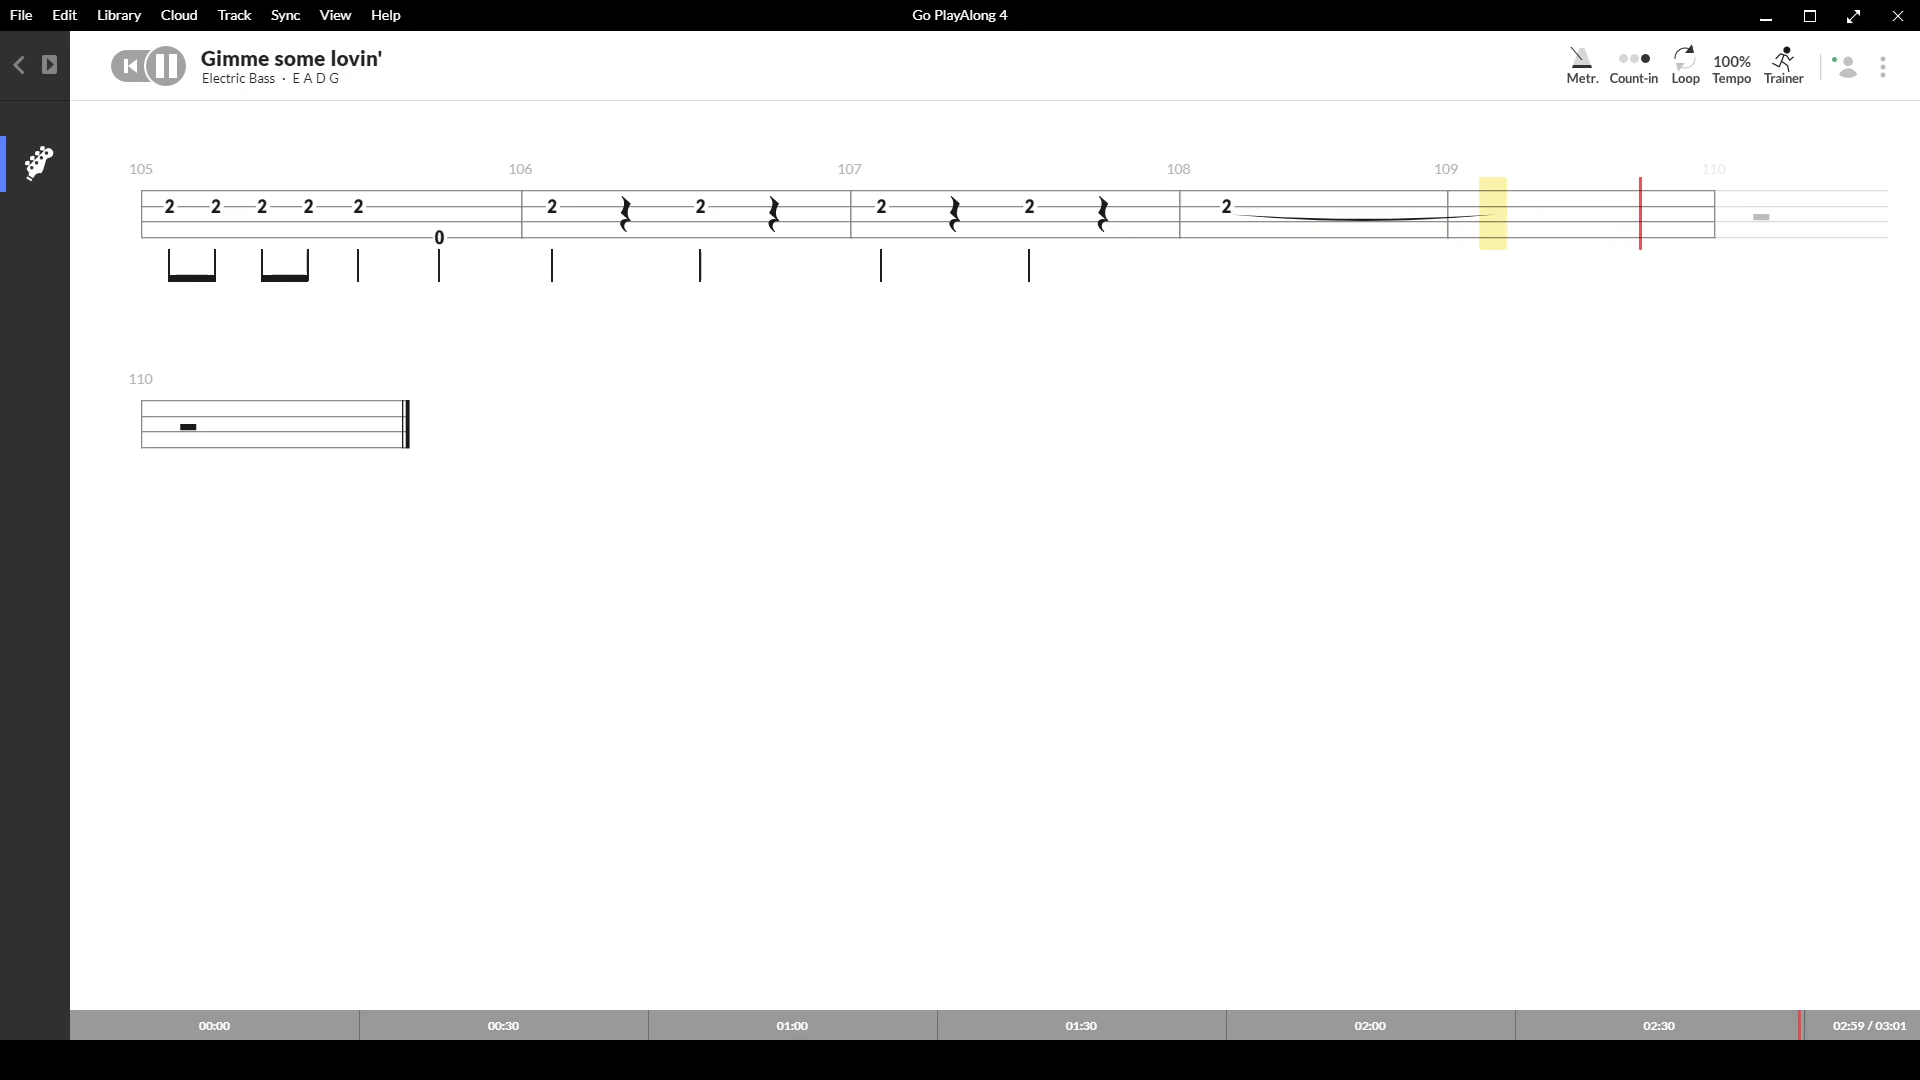 File Edit Library Cloud Track Sync View Help
Go PlayAlong 4
Gimme some lovin'
Electric Bass · E A D G
Metr. Count-in Loop 100% Tempo Trainer
105 106 107 108 109 110
2 2 2 2 2 2 2 2 2 2
0
110
00:00 00:30 01:00 01:30 02:00 02:30 02:59 / 03:01